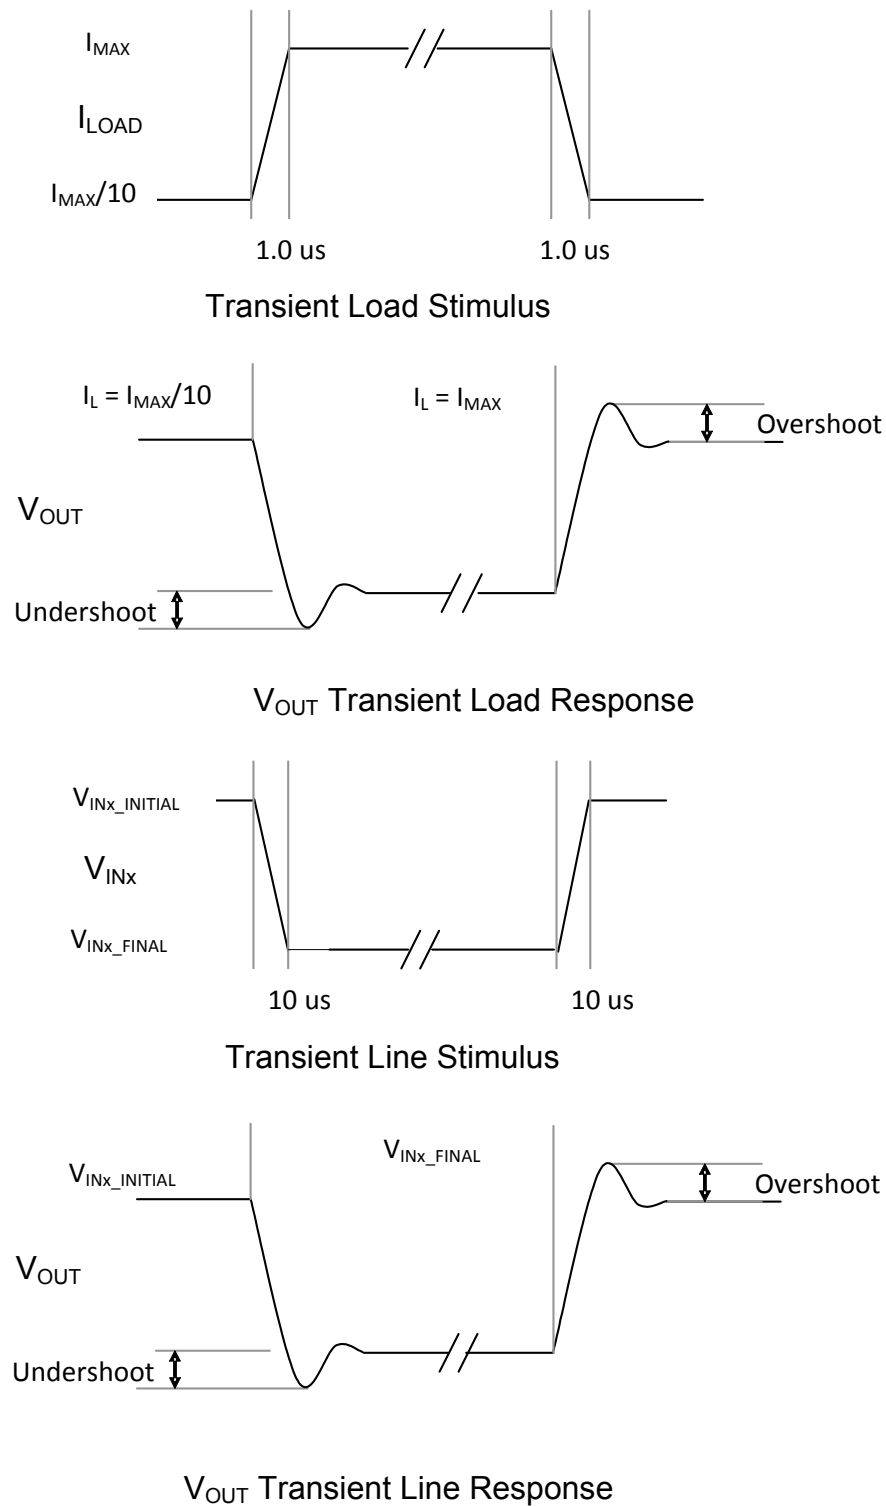 I_MAX
I_LOAD
I_MAX/10
1.0 us 1.0 us
Transient Load Stimulus
I_L = I_MAX/10 I_L = I_MAX
Overshoot
V_OUT
Undershoot
V_OUT Transient Load Response
V_INx_INITIAL
V_INx
V_INx_FINAL
10 us 10 us
Transient Line Stimulus
V_INx_INITIAL V_INx_FINAL
Overshoot
V_OUT
Undershoot
V_OUT Transient Line Response